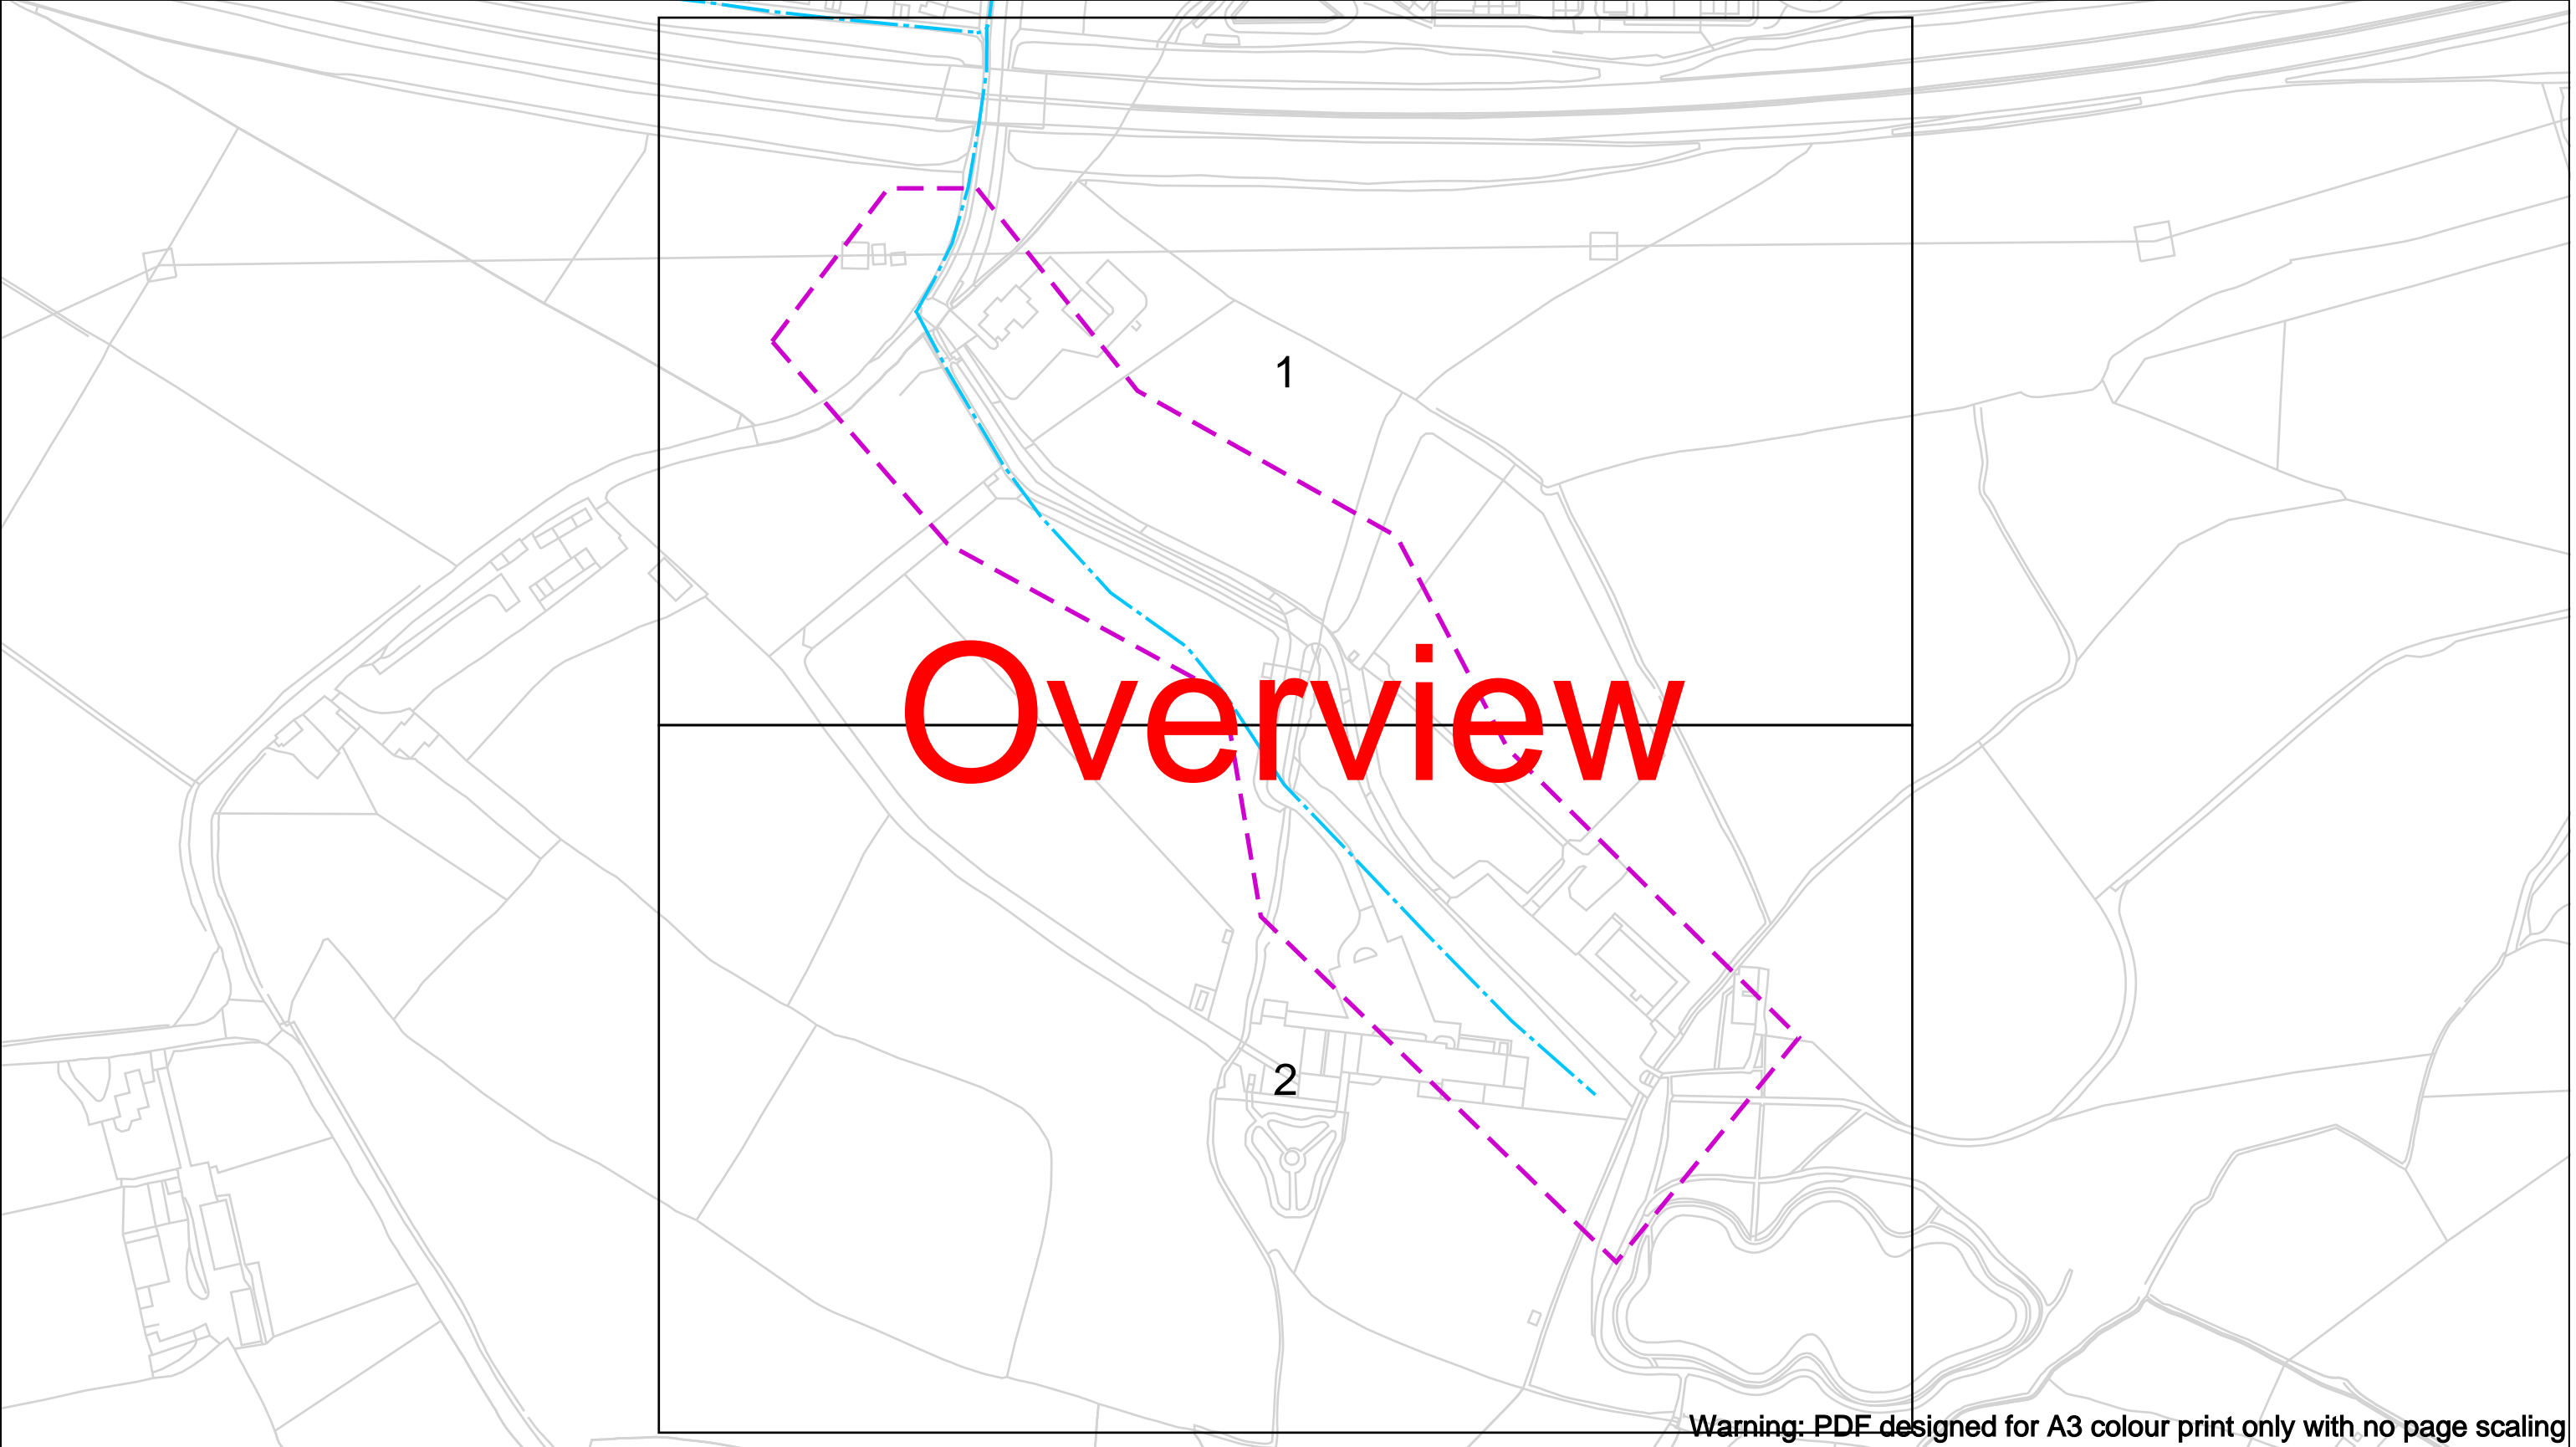 1
Overview
2
Warning: PDF designed for A3 colour print only with no page scaling